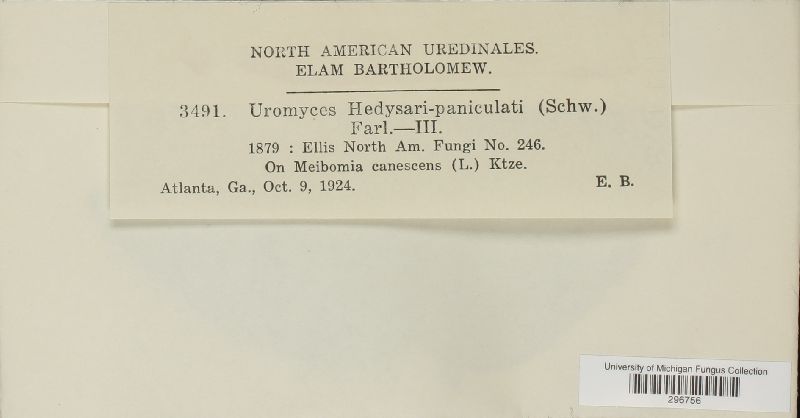 NORTH AMERICAN UREDINALES.
ELAM BARTHOLOMEW.
3491. Uromyces Hedysari-paniculati (Schw.)
Farl.—III.
1879 : Ellis North Am. Fungi No. 246.
On Meibomia canescens (L.) Ktze.
Atlanta, Ga., Oct. 9, 1924. E. B.
University of Michigan Fungus Collection
296756